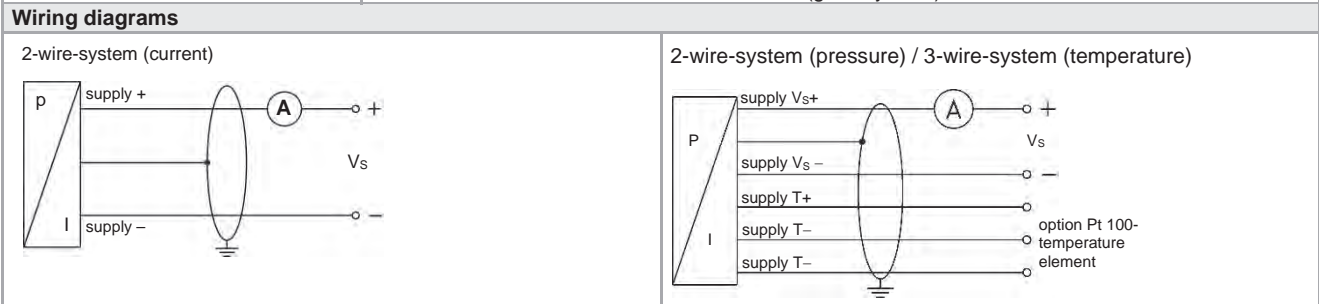 Wiring diagrams
2-wire-system (current)
p
supply +
A
+
VS
I
supply –
–
2-wire-system (pressure) / 3-wire-system (temperature)
supply VS+
A
+
P
VS
supply VS –
–
supply T+
I
supply T–
option Pt 100-
temperature
element
supply T–